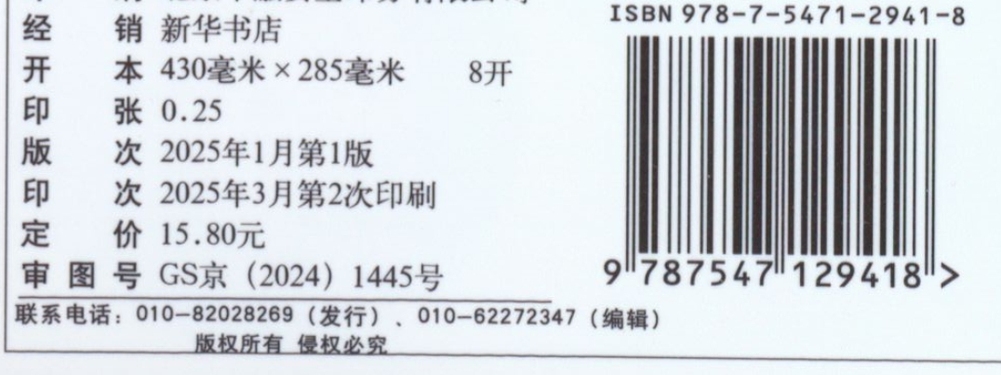 ISBN 978-7-5471-2941-8
经 销 新华书店
开 本 430毫米×285毫米 8开
印 张 0.25
版 次 2025年1月第1版
印 次 2025年3月第2次印刷
定 价 15.80元
审图号 GS京（2024）1445号
9 787547 129418 >
联系电话：010—82028269（发行）、010—62272347（编辑）
版权所有 侵权必究